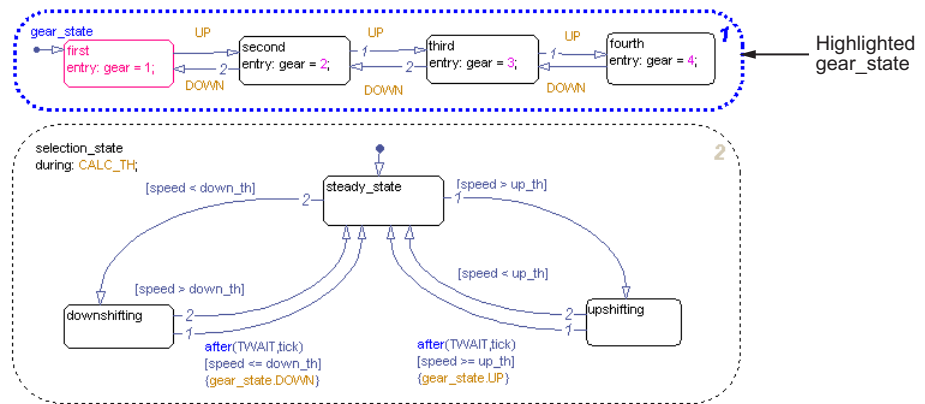 gear_state
1
Highlighted
gear_state
first
entry: gear = 1;
UP
DOWN
2
second
entry: gear = 2;
1
UP
2
DOWN
third
entry: gear = 3;
1
UP
2
DOWN
fourth
entry: gear = 4;
selection_state
during: CALC_TH;
2
steady_state
[speed < down_th]
2
[speed > up_th]
1
[speed > down_th]
[speed < up_th]
downshifting
2
1
upshifting
2
1
after(TWAIT,tick)
[speed <= down_th]
{gear_state.DOWN}
after(TWAIT,tick)
[speed >= up_th]
{gear_state.UP}